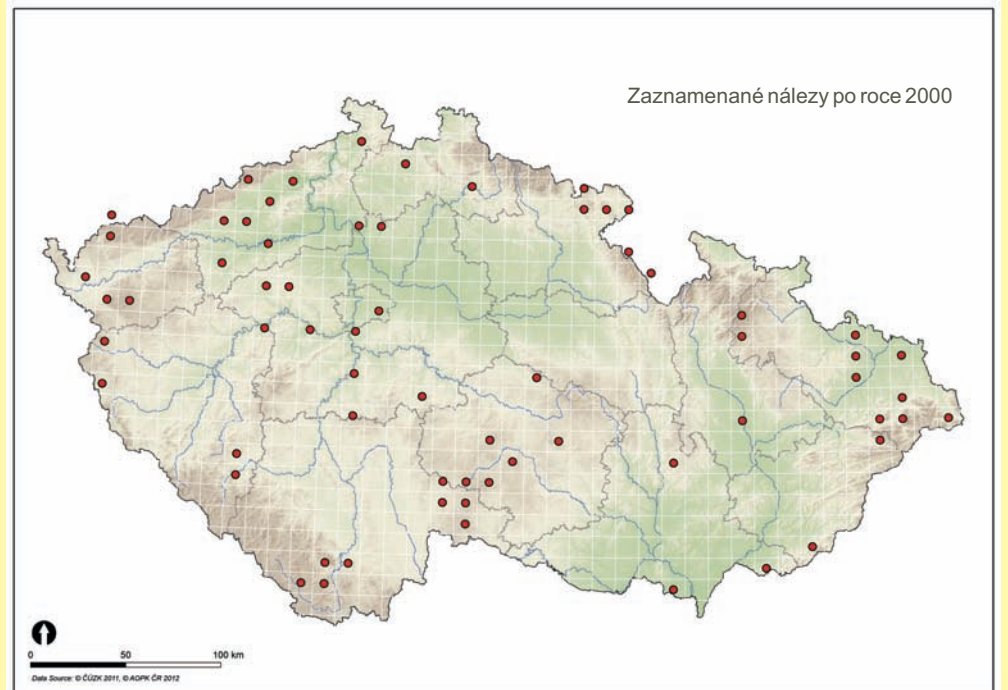 Zaznamenané nálezy po roce 2000
0 50 100 km
Data Source: © ČÚZK 2011, © AOPK ČR 2012